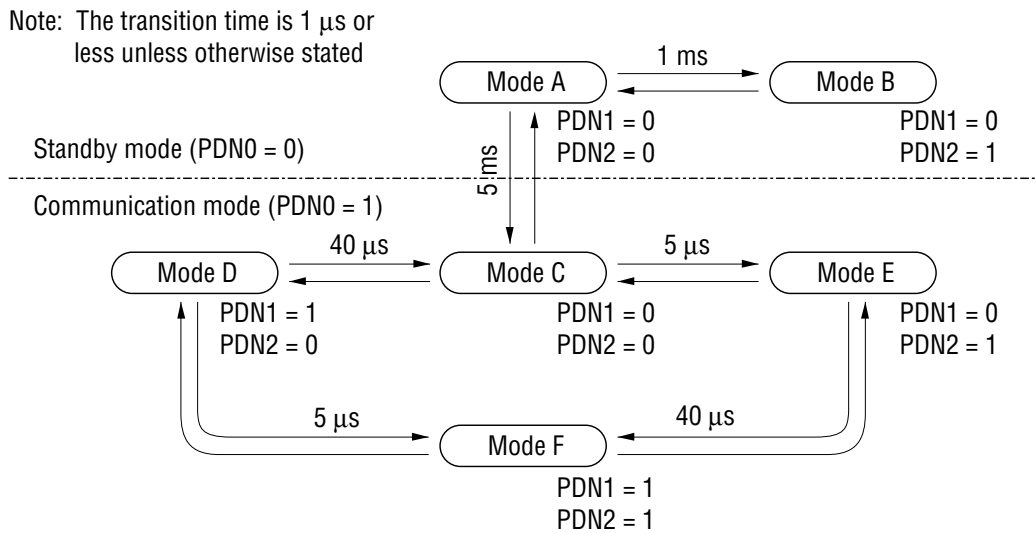 Note: The transition time is 1 μs or
less unless otherwise stated
1 ms
Mode A
Mode B
PDN1 = 0
PDN2 = 0
PDN1 = 0
PDN2 = 1
Standby mode (PDN0 = 0)
5 ms
Communication mode (PDN0 = 1)
40 μs
5 μs
Mode D
Mode C
Mode E
PDN1 = 1
PDN2 = 0
PDN1 = 0
PDN2 = 0
PDN1 = 0
PDN2 = 1
5 μs
40 μs
Mode F
PDN1 = 1
PDN2 = 1